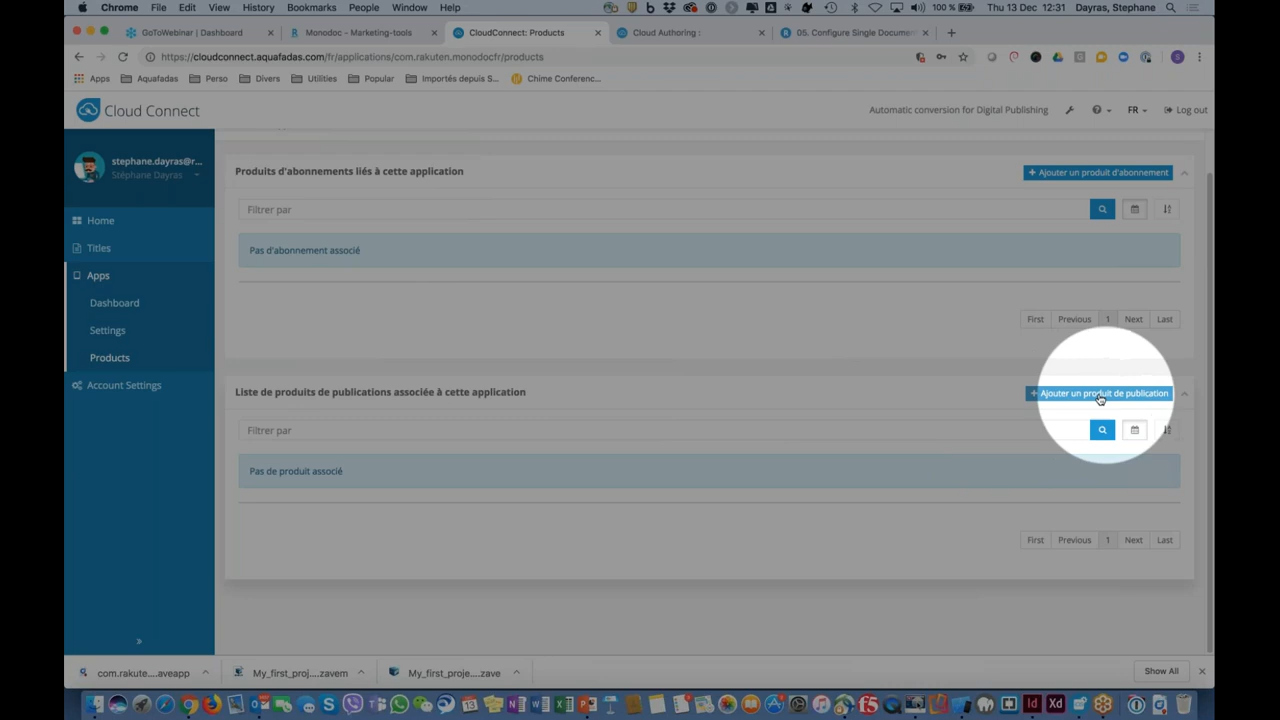 Chrome File Edit View History Bookmarks People Window Help 100 % Thu 13 Dec 12:31 Dayras, Stephane
GoToWebinar | Dashboard Monodoc - Marketing-tools CloudConnect: Products Cloud Authoring : 05. Configure Single Documen
https://cloudconnect.aquafadas.com/fr/applications/com.rakuten.monodocfr/products
Apps Aquafadas Perso Divers Utilities Popular Importés depuis S... Chime Conferenc...
Cloud Connect Automatic conversion for Digital Publishing FR Log out
stephane.dayras@r...
Stéphane Dayras
Home
Titles
Apps
Dashboard
Settings
Products
Account Settings
»
Produits d'abonnements liés à cette application + Ajouter un produit d'abonnement
Filtrer par
Pas d'abonnement associé
First Previous 1 Next Last
Liste de produits de publications associée à cette application + Ajouter un produit de publication
Filtrer par
Pas de produit associé
First Previous 1 Next Last
com.rakute....aveapp My_first_proj....zavem My_first_proje....zave Show All